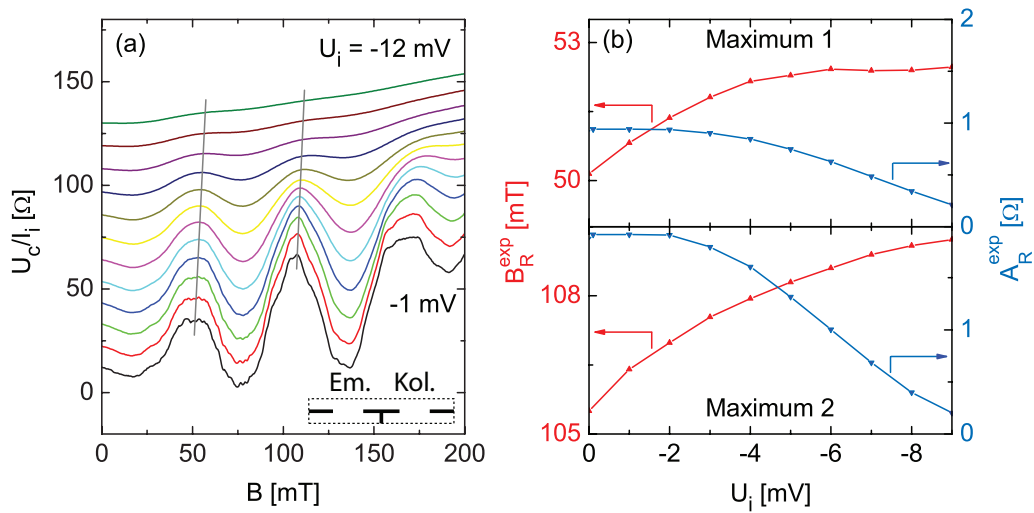 (a)
U_i = -12 mV
150
100
50
0
U_c/I_i [Ω]
-1 mV
Em. Kol.
0 50 100 150 200
B [mT]
(b)
Maximum 1
53
50
2
1
0
B_R^exp [mT]
A_R^exp [Ω]
108
105
1
0
Maximum 2
0 -2 -4 -6 -8
U_i [mV]